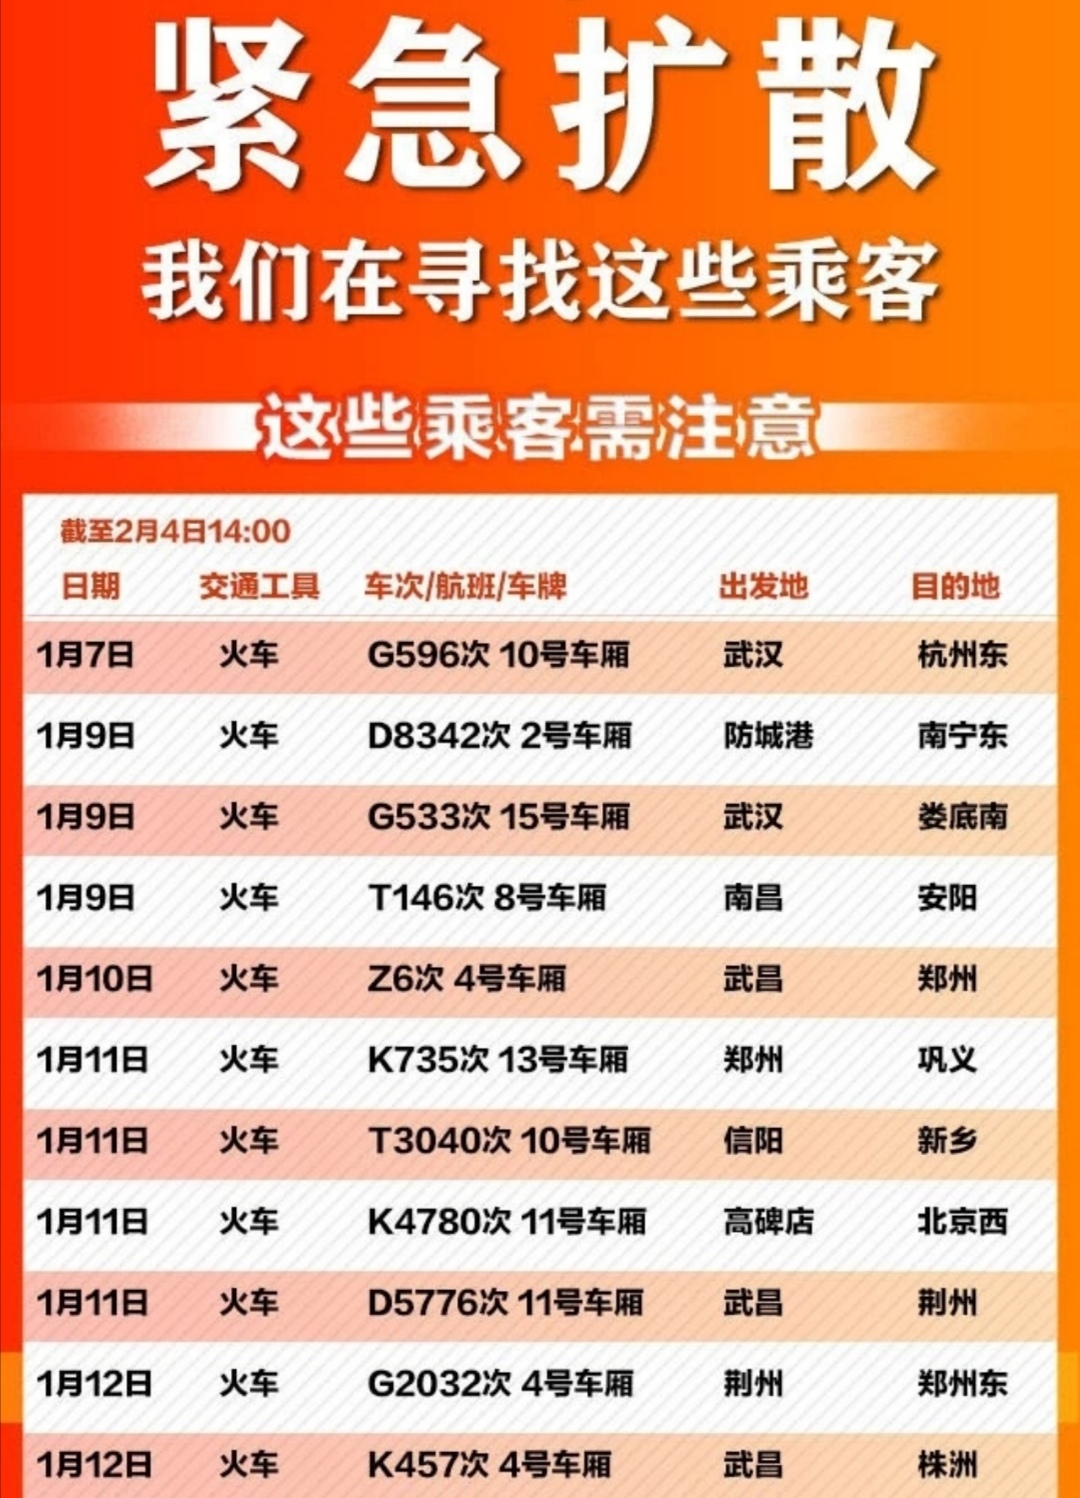 紧急扩散
我们在寻找这些乘客
这些乘客需注意
截至2月4日14:00
日期 交通工具 车次/航班/车牌 出发地 目的地
1月7日 火车 G596次 10号车厢 武汉 杭州东
1月9日 火车 D8342次 2号车厢 防城港 南宁东
1月9日 火车 G533次 15号车厢 武汉 娄底南
1月9日 火车 T146次 8号车厢 南昌 安阳
1月10日 火车 Z6次 4号车厢 武昌 郑州
1月11日 火车 K735次 13号车厢 郑州 巩义
1月11日 火车 T3040次 10号车厢 信阳 新乡
1月11日 火车 K4780次 11号车厢 高碑店 北京西
1月11日 火车 D5776次 11号车厢 武昌 荆州
1月12日 火车 G2032次 4号车厢 荆州 郑州东
1月12日 火车 K457次 4号车厢 武昌 株洲